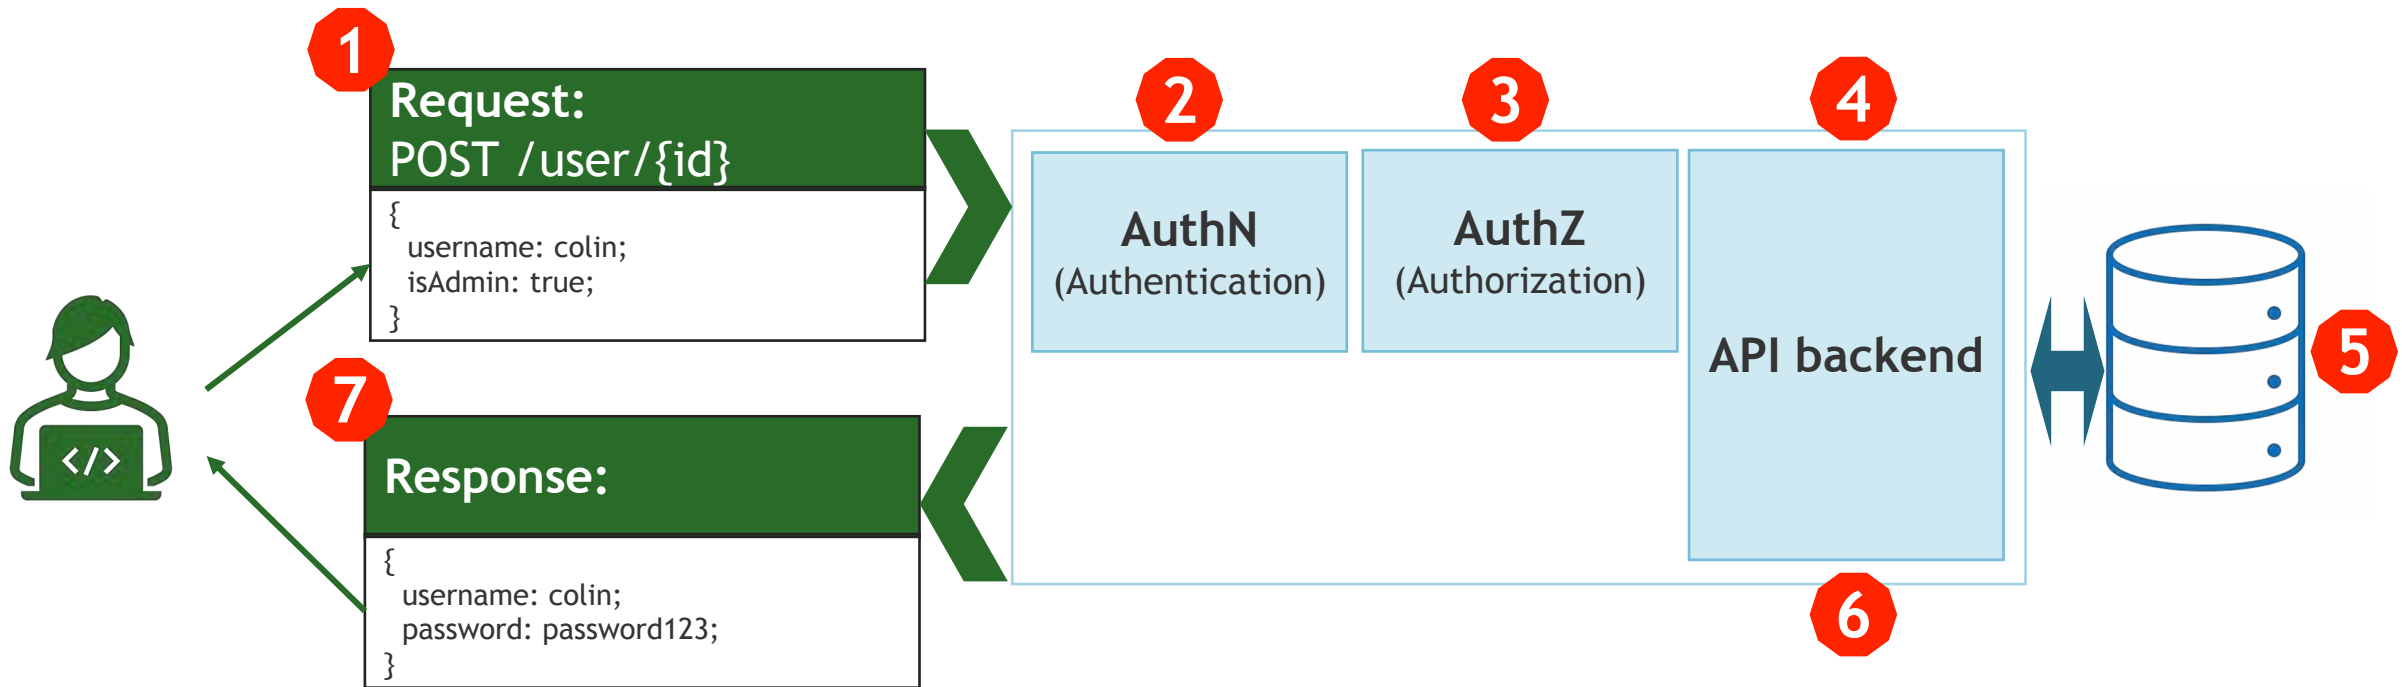 1
Request:
POST /user/{id}
{
username: colin;
isAdmin: true;
}
2
AuthN
(Authentication)
3
AuthZ
(Authorization)
4
API backend
5
6
7
Response:
{
username: colin;
password: password123;
}
</>